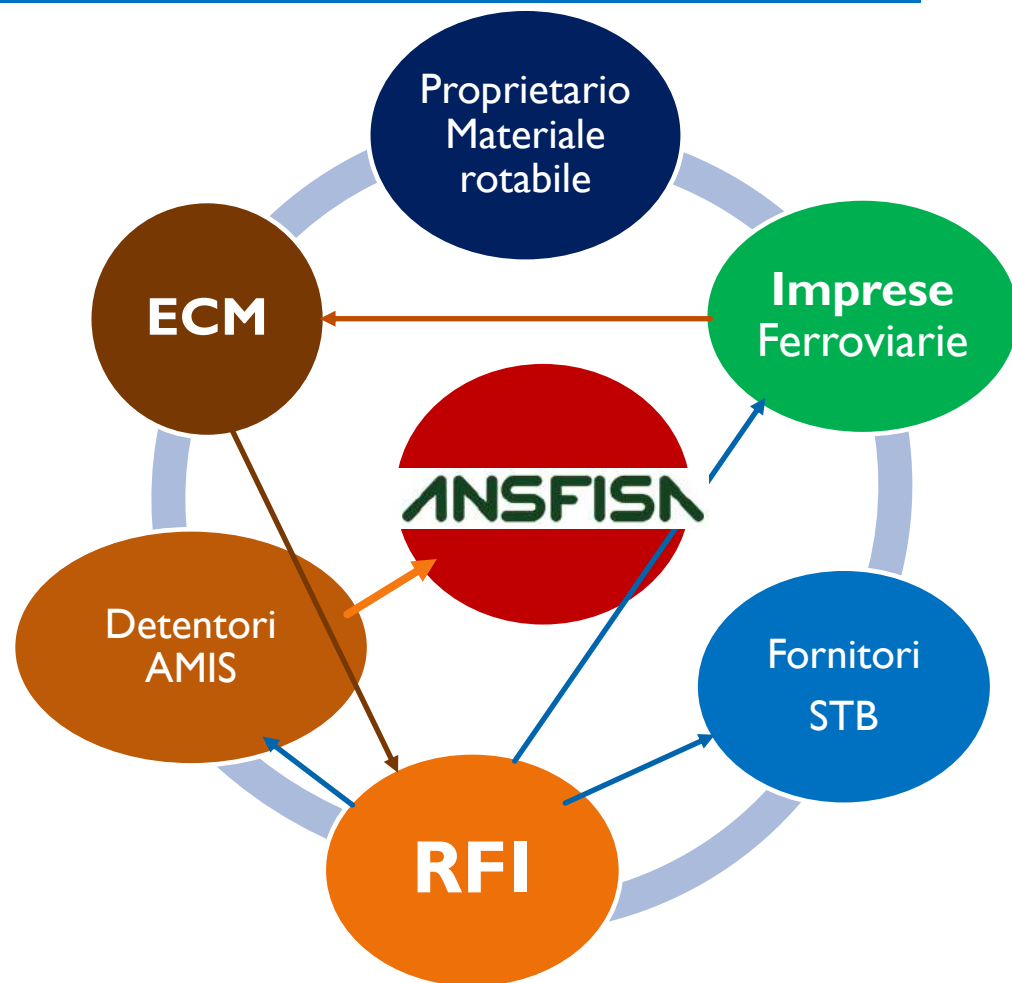 Proprietario
Materiale
rotabile
ECM
Imprese
Ferroviarie
ANSFISA
Detentori
AMIS
Fornitori
STB
RFI